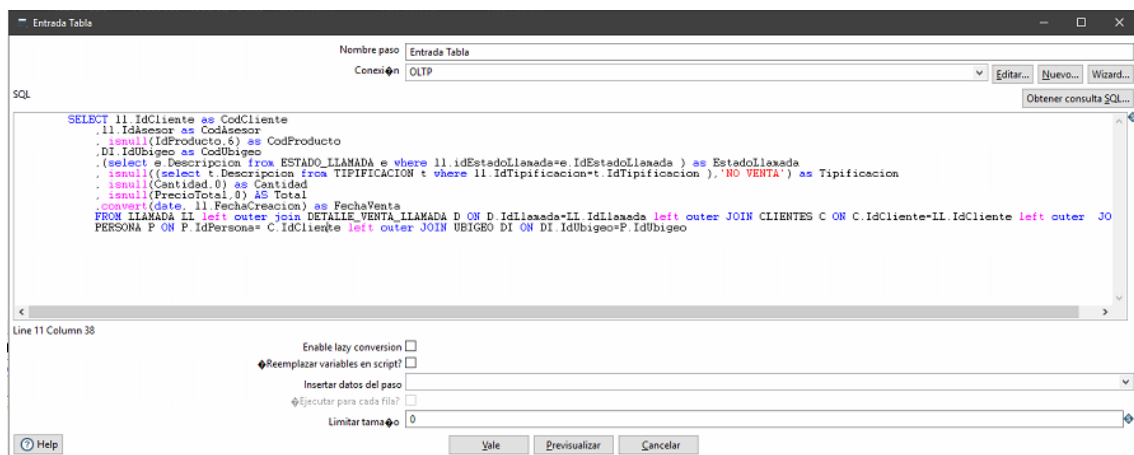 Entrada Tabla
Nombre paso Entrada Tabla
Conexi�n OLTP Editar... Nuevo... Wizard...
SQL Obtener consulta SQL...
SELECT ll.IdCliente as CodCliente
,ll.IdAsesor as CodAsesor
, isnull(IdProducto,6) as CodProducto
,DI.IdUbigeo as CodUbigeo
,(select e.Descripcion from ESTADO_LLAMADA e where ll.idEstadoLlamada=e.IdEstadoLlamada ) as EstadoLlamada
, isnull((select t.Descripcion from TIPIFICACION t where ll.IdTipificacion=t.IdTipificacion ),'NO VENTA') as Tipificacion
, isnull(Cantidad,0) as Cantidad
, isnull(PrecioTotal,0) AS Total
,convert(date, ll.FechaCreacion) as FechaVenta
FROM LLAMADA LL left outer join DETALLE_VENTA_LLAMADA D ON D.IdLlamada=LL.IdLlamada left outer JOIN CLIENTES C ON C.IdCliente=LL.IdCliente left outer JO
PERSONA P ON P.IdPersona= C.IdCliente left outer JOIN UBIGEO DI ON DI.IdUbigeo=P.IdUbigeo
Line 11 Column 38
Enable lazy conversion
�Reemplazar variables en script?
Insertar datos del paso
�Ejecutar para cada fila?
Limitar tama�o 0
Help Vale Previsualizar Cancelar